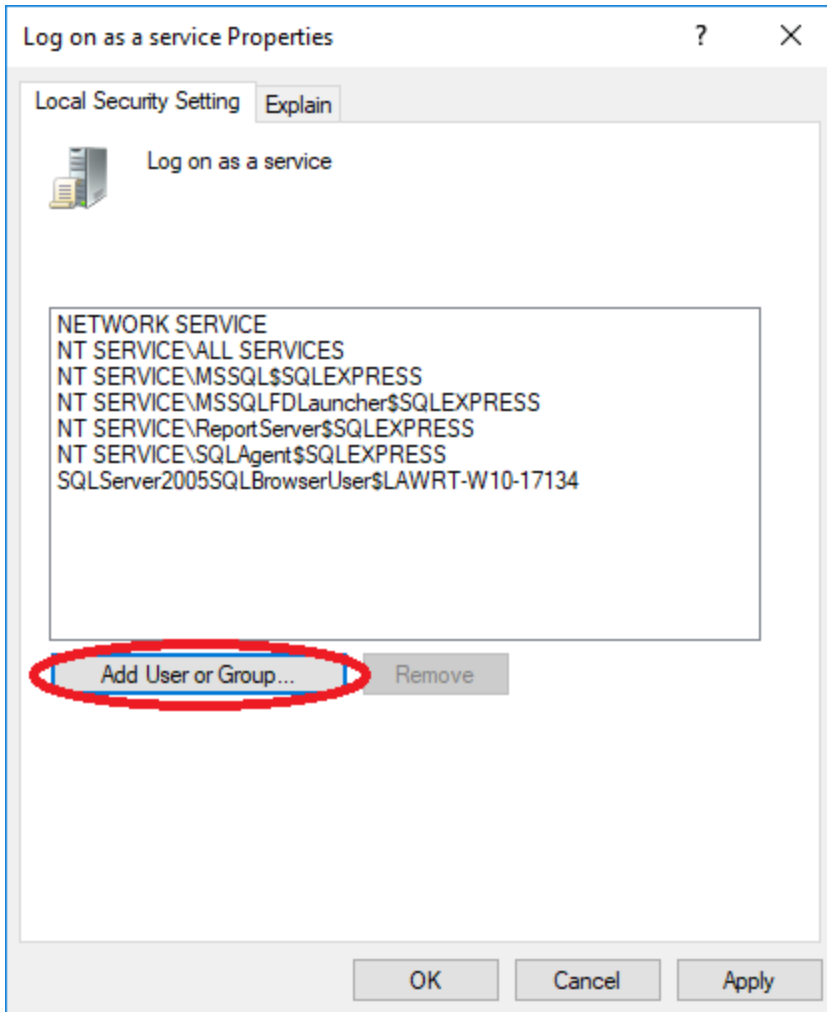 Log on as a service Properties ?
Local Security Setting Explain
Log on as a service
NETWORK SERVICE
NT SERVICE\ALL SERVICES
NT SERVICE\MSSQL$SQLEXPRESS
NT SERVICE\MSSQLFDLauncher$SQLEXPRESS
NT SERVICE\ReportServer$SQLEXPRESS
NT SERVICE\SQLAgent$SQLEXPRESS
SQLServer2005SQLBrowserUser$LAWRT-W10-17134
Add User or Group... Remove
OK Cancel Apply